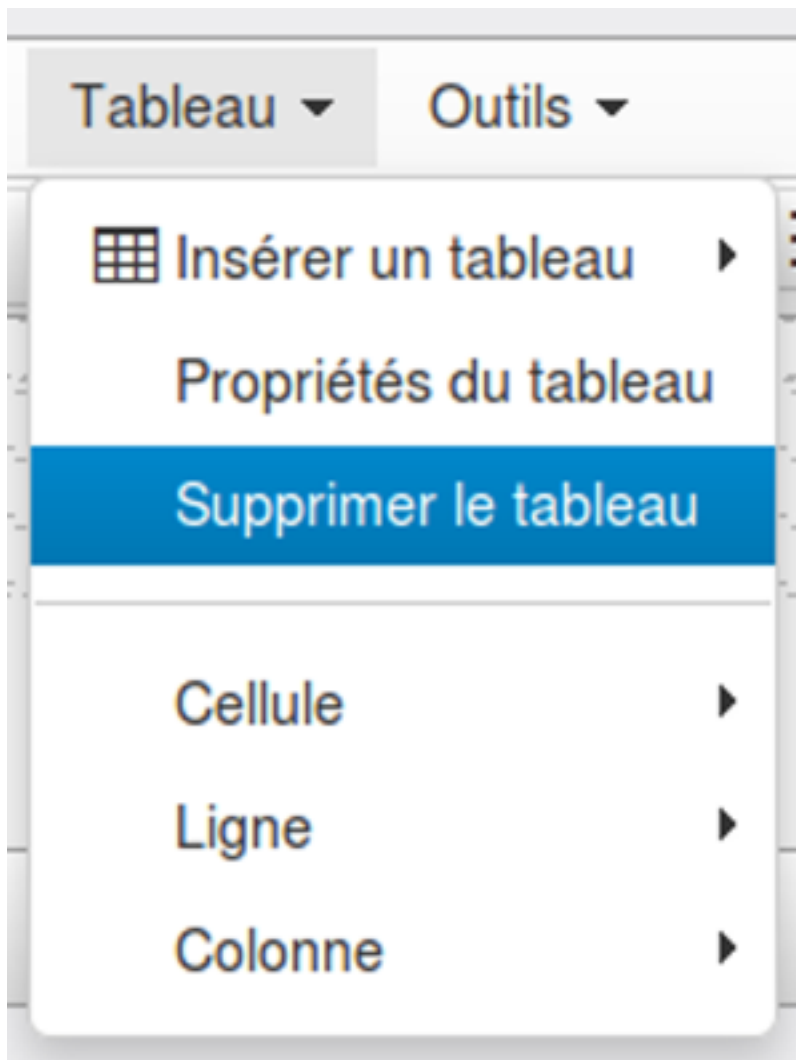 Tableau Outils
Insérer un tableau
Propriétés du tableau
Supprimer le tableau
Cellule
Ligne
Colonne